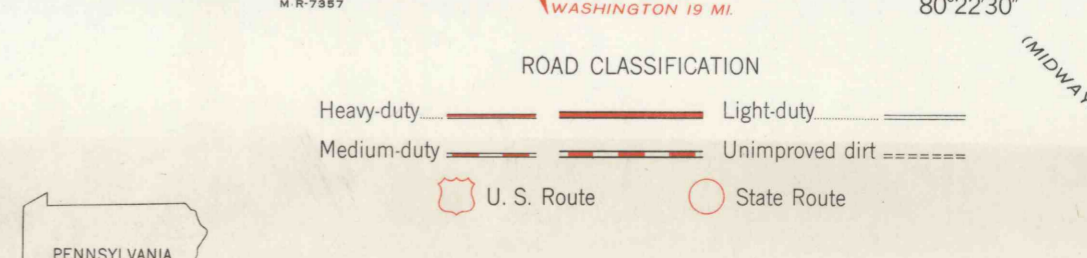 M R-7357
WASHINGTON 19 MI.
80°22'30"
(MIDWAY
ROAD CLASSIFICATION
Heavy-duty
Light-duty
Medium-duty
Unimproved dirt
U. S. Route
State Route
PENNSYLVANIA